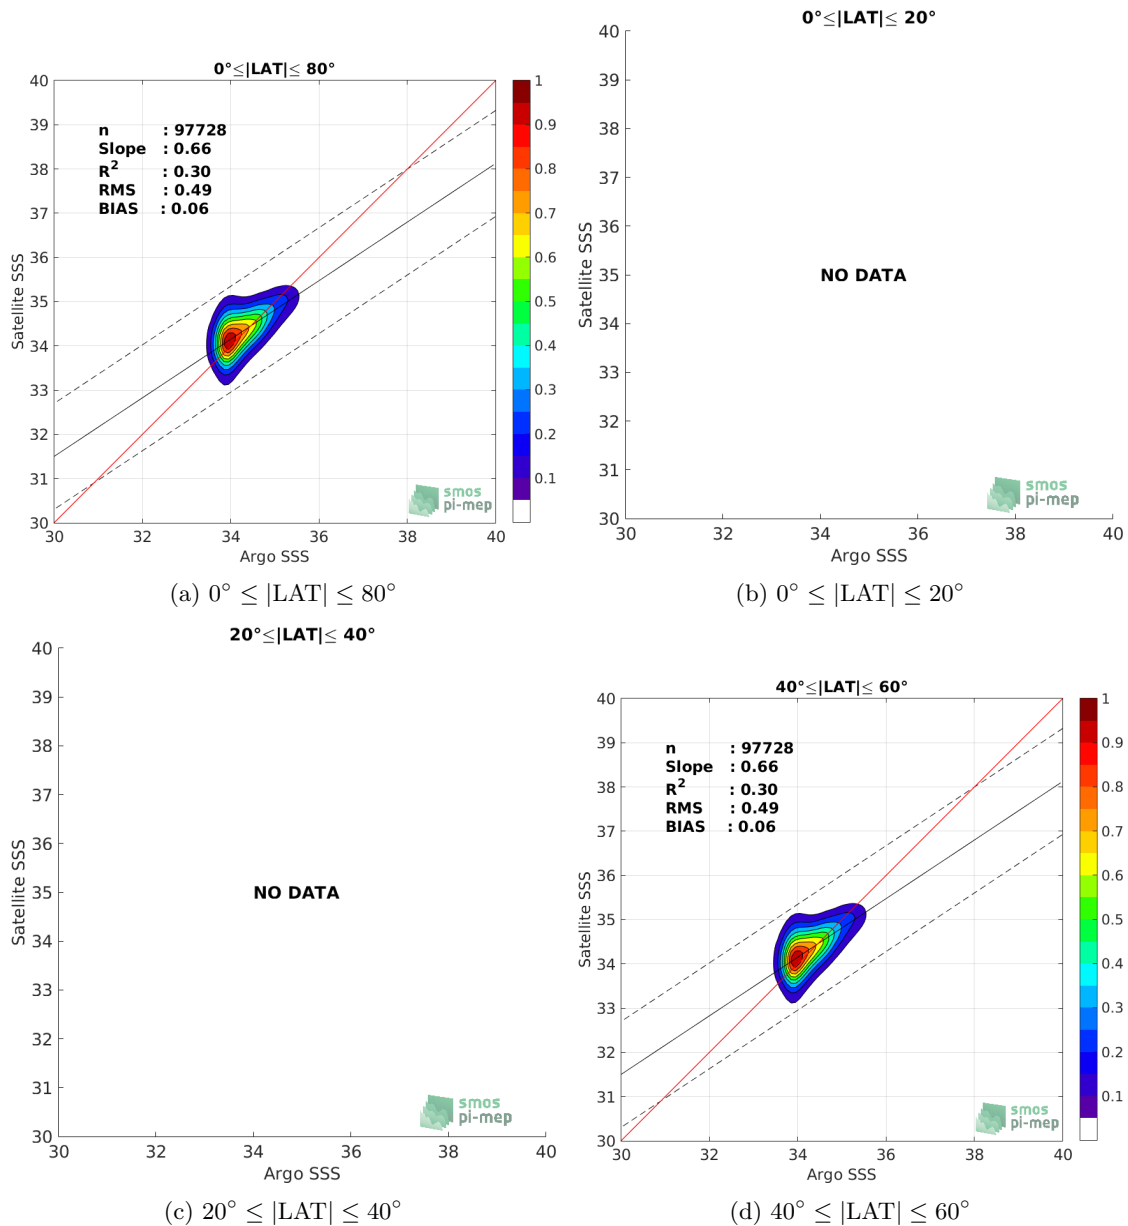 0°≤|LAT|≤ 80°
40
39
38
37
36
35
34
33
32
31
30
Satellite SSS
n : 97728
Slope : 0.66
R2 : 0.30
RMS : 0.49
BIAS : 0.06
1
0.9
0.8
0.7
0.6
0.5
0.4
0.3
0.2
0.1
smos
pi-mep
30 32 34 36 38 40
Argo SSS
(a) 0° ≤ |LAT| ≤ 80°
0°≤|LAT|≤ 20°
40
39
38
37
36
35
34
33
32
31
30
Satellite SSS
NO DATA
smos
pi-mep
30 32 34 36 38 40
Argo SSS
(b) 0° ≤ |LAT| ≤ 20°
20°≤|LAT|≤ 40°
40
39
38
37
36
35
34
33
32
31
30
Satellite SSS
NO DATA
smos
pi-mep
30 32 34 36 38 40
Argo SSS
(c) 20° ≤ |LAT| ≤ 40°
40°≤|LAT|≤ 60°
40
39
38
37
36
35
34
33
32
31
30
Satellite SSS
n : 97728
Slope : 0.66
R2 : 0.30
RMS : 0.49
BIAS : 0.06
1
0.9
0.8
0.7
0.6
0.5
0.4
0.3
0.2
0.1
smos
pi-mep
30 32 34 36 38 40
Argo SSS
(d) 40° ≤ |LAT| ≤ 60°